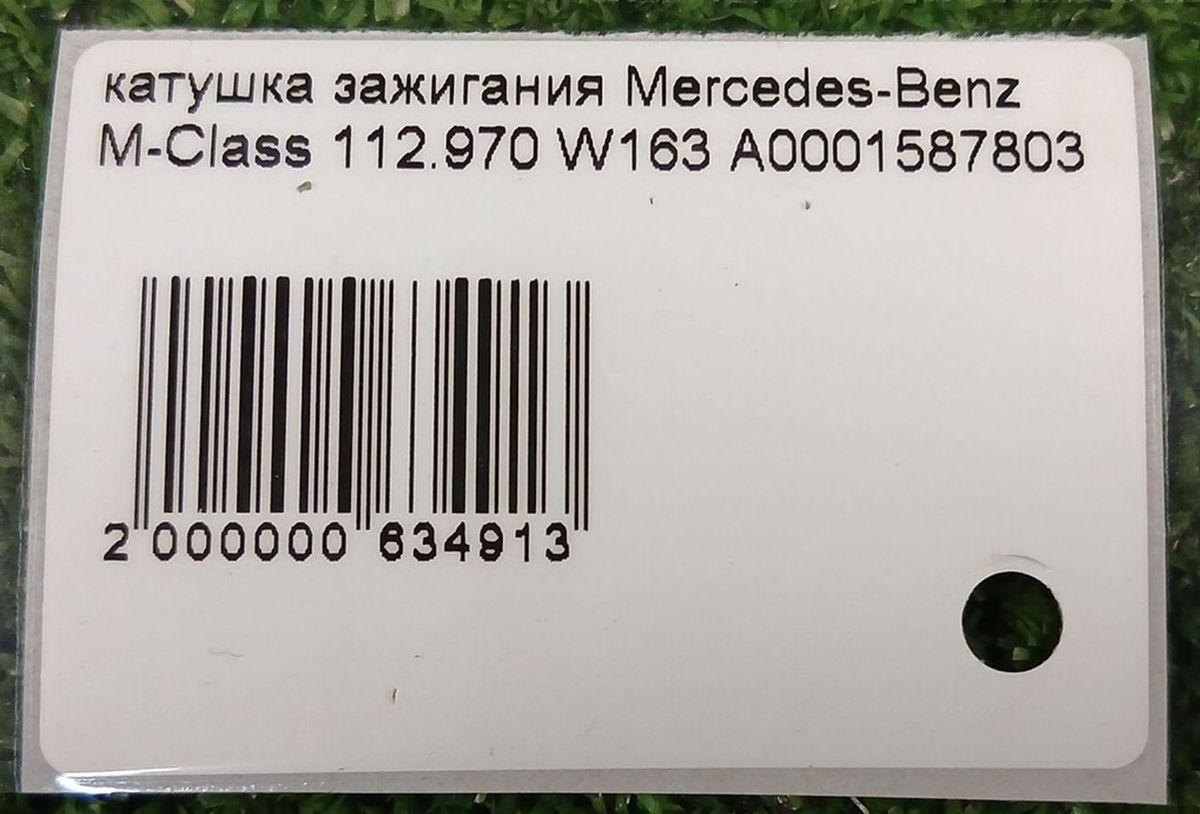 катушка зажигания Mercedes-Benz
M-Class 112.970 W163 A0001587803
2 000000 634913